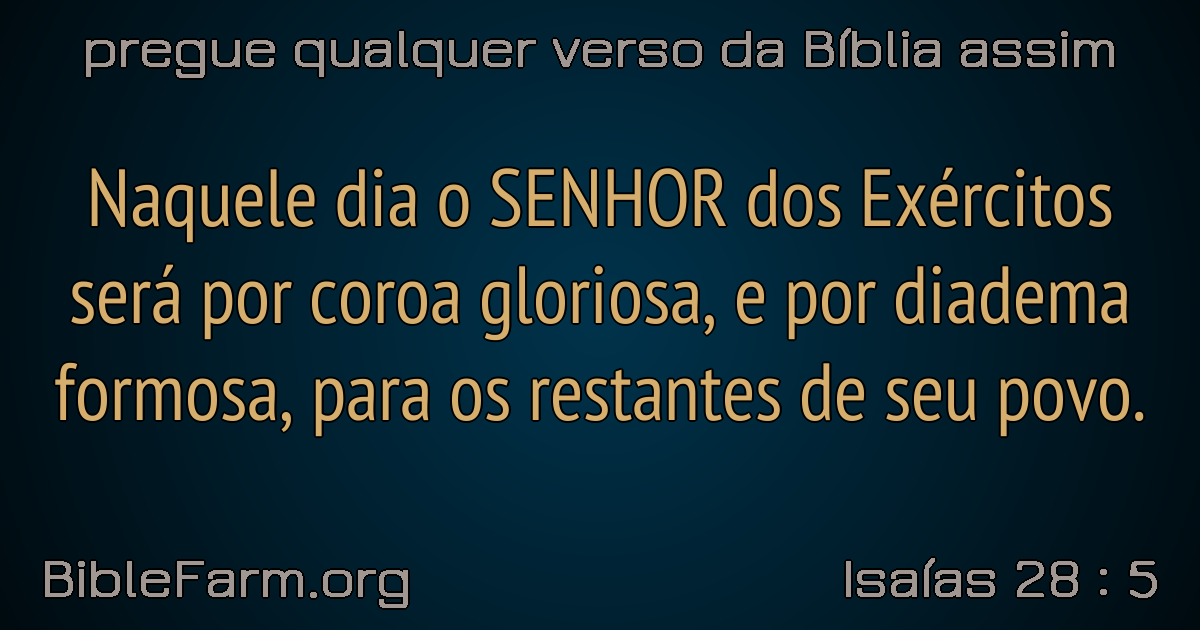 pregue qualquer verso da Bíblia assim
Naquele dia o SENHOR dos Exércitos
será por coroa gloriosa, e por diadema
formosa, para os restantes de seu povo.
BibleFarm.org
Isaías 28 : 5